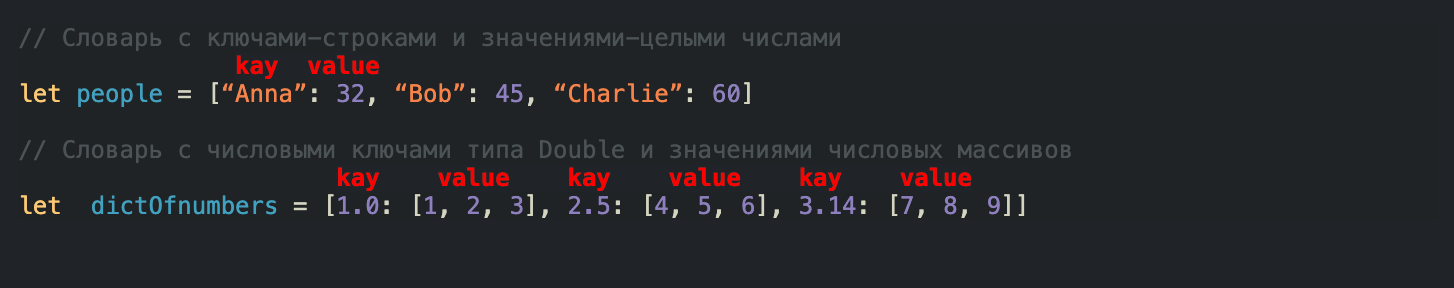 // Словарь с ключами-строками и значениями-целыми числами
kay value
let people = [“Anna”: 32, “Bob”: 45, “Charlie”: 60]
// Словарь с числовыми ключами типа Double и значениями числовых массивов
kay value kay value kay value
let dictOfnumbers = [1.0: [1, 2, 3], 2.5: [4, 5, 6], 3.14: [7, 8, 9]]